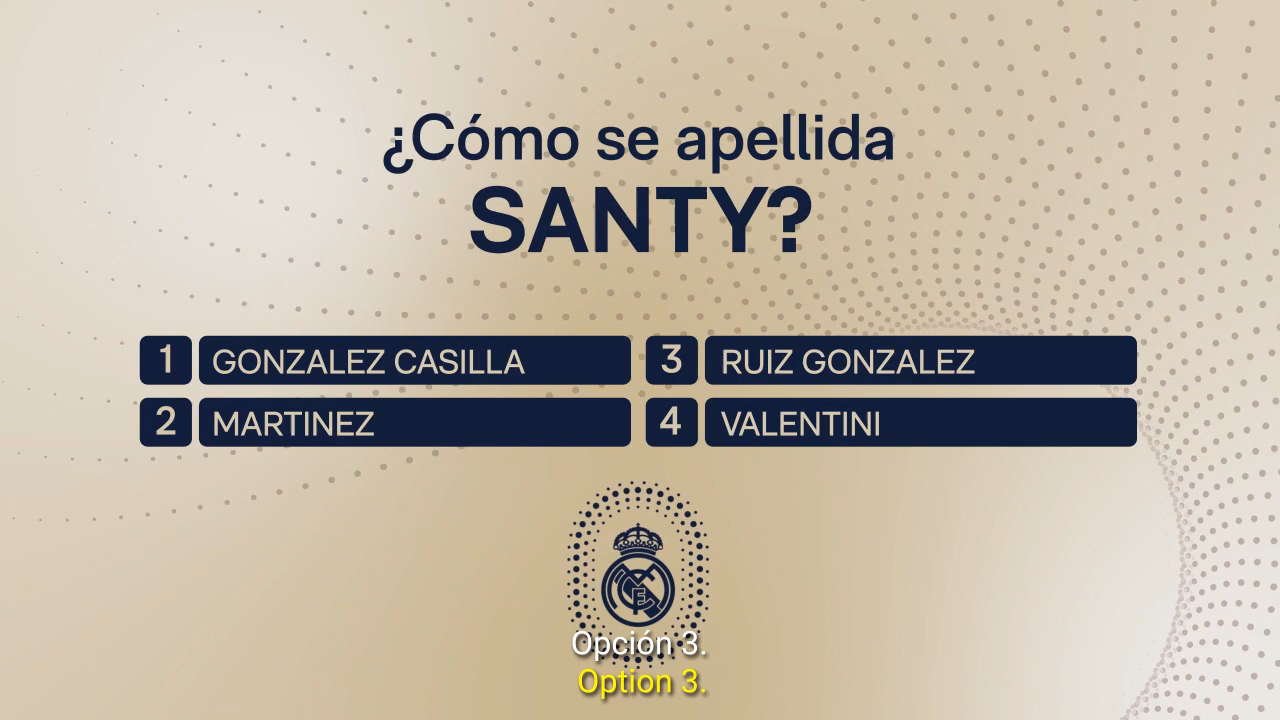 ¿Cómo se apellida
SANTY?
1 GONZALEZ CASILLA
2 MARTINEZ
3 RUIZ GONZALEZ
4 VALENTINI
Opción 3.
Option 3.